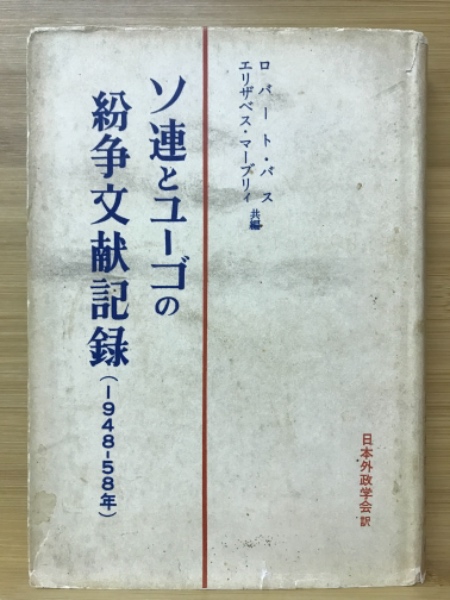 ロバート・バス
エリザベス・マーブリィ 共編
ソ連とユーゴの
紛争文献記録(1948-58年)
日本外政学会訳